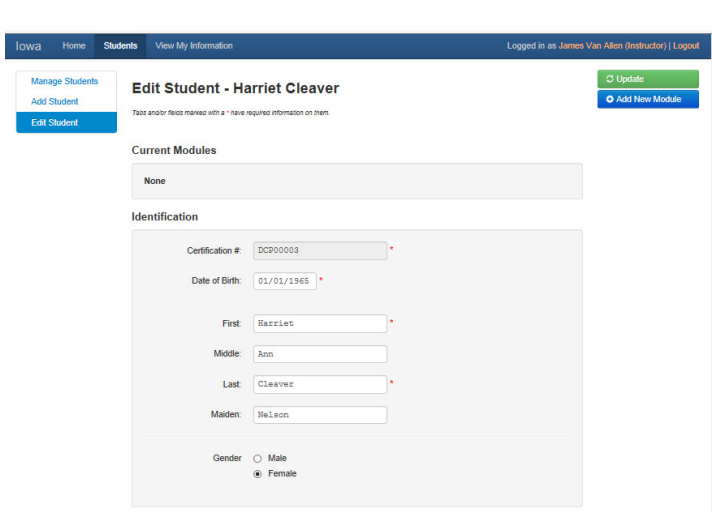 Iowa Home Students View My Information Logged in as James Van Allen (Instructor) | Logout
Manage Students
Add Student
Edit Student
Edit Student - Harriet Cleaver
Tabs and/or fields marked with a * have required information on them.
Update
Add New Module
Current Modules
None
Identification
Certification #: DCP00003 *
Date of Birth: 01/01/1965 *
First: Harriet *
Middle: Ann
Last: Cleaver *
Maiden: Nelson
Gender Male
Female